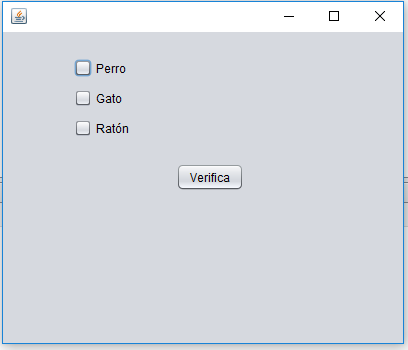 Perro
Gato
Ratón
Verifica